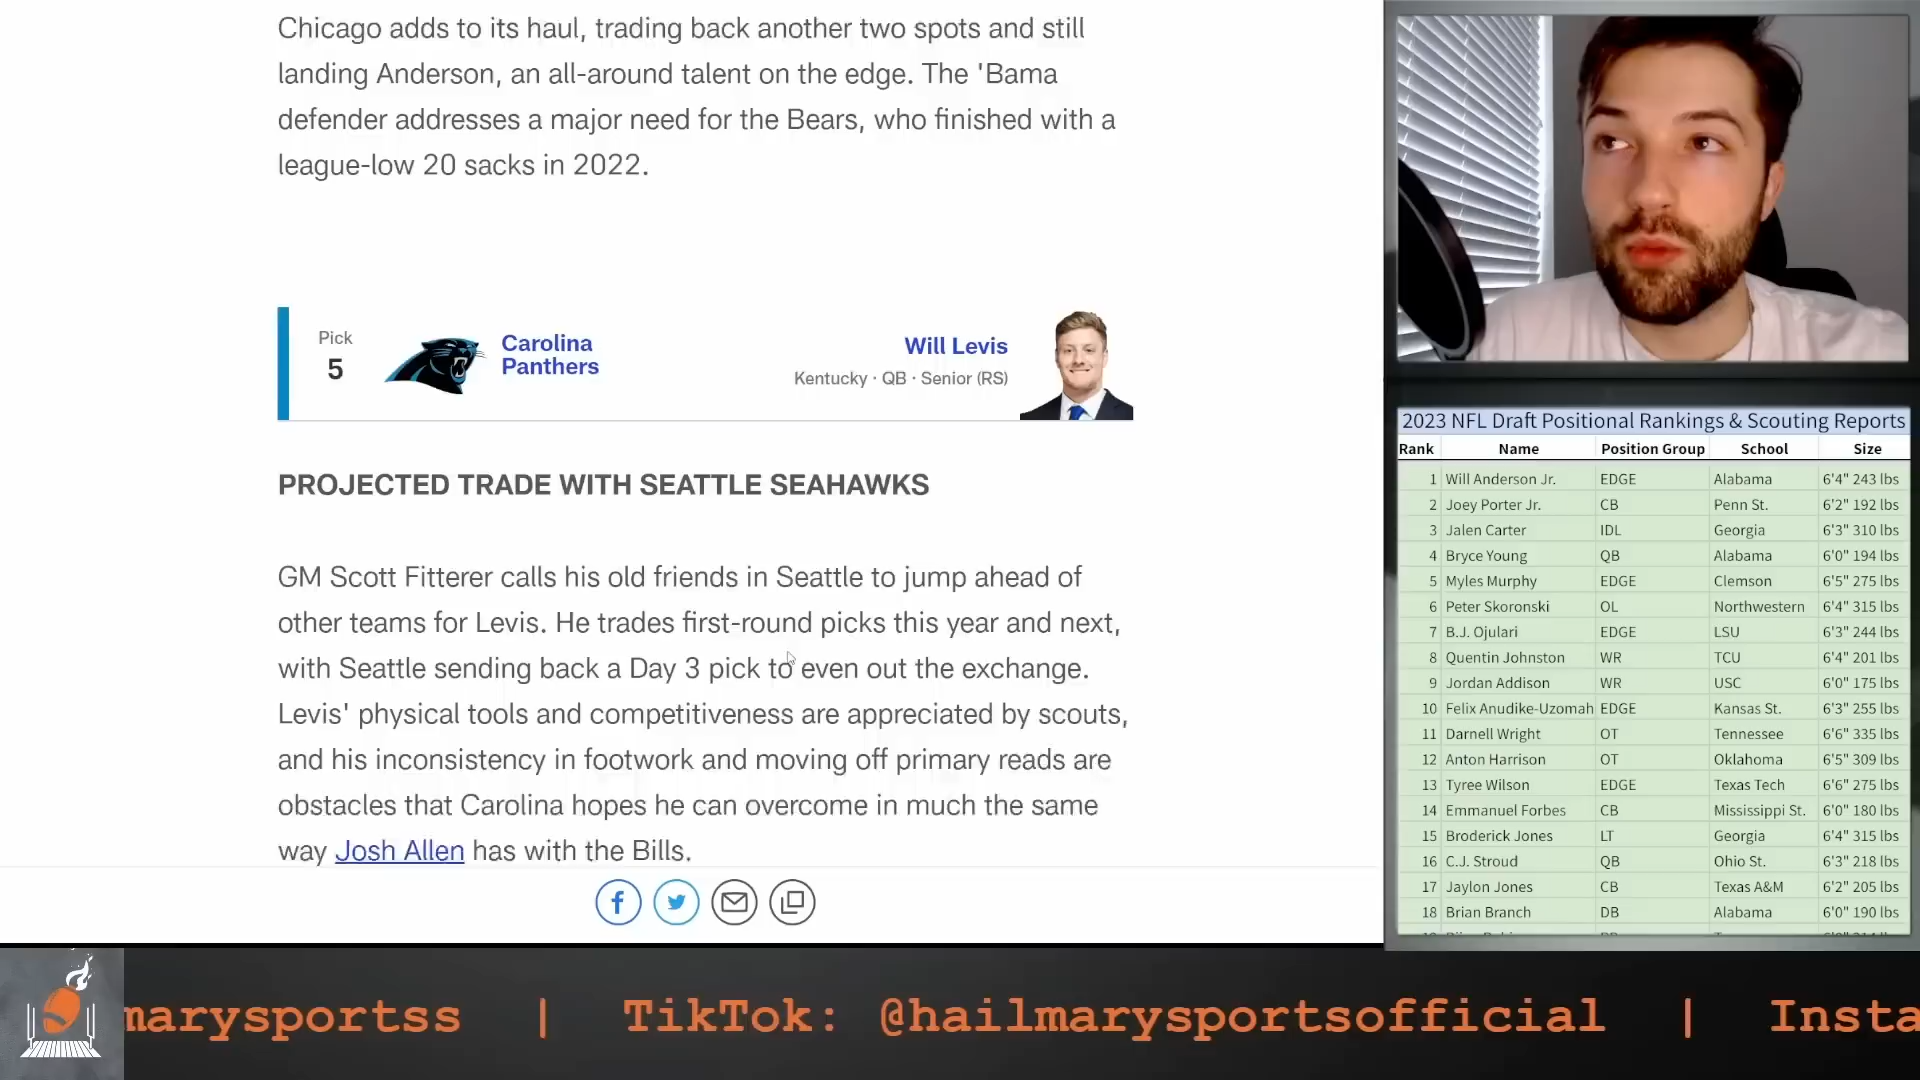 Chicago adds to its haul, trading back another two spots and still
landing Anderson, an all-around talent on the edge. The 'Bama
defender addresses a major need for the Bears, who finished with a
league-low 20 sacks in 2022.
Pick
5
Carolina
Panthers
Will Levis
Kentucky · QB · Senior (RS)
PROJECTED TRADE WITH SEATTLE SEAHAWKS
GM Scott Fitterer calls his old friends in Seattle to jump ahead of
other teams for Levis. He trades first-round picks this year and next,
with Seattle sending back a Day 3 pick to even out the exchange.
Levis' physical tools and competitiveness are appreciated by scouts,
and his inconsistency in footwork and moving off primary reads are
obstacles that Carolina hopes he can overcome in much the same
way Josh Allen has with the Bills.
2023 NFL Draft Positional Rankings & Scouting Reports
Rank Name Position Group School Size
1 Will Anderson Jr. EDGE Alabama 6'4" 243 lbs
2 Joey Porter Jr. CB Penn St. 6'2" 192 lbs
3 Jalen Carter IDL Georgia 6'3" 310 lbs
4 Bryce Young QB Alabama 6'0" 194 lbs
5 Myles Murphy EDGE Clemson 6'5" 275 lbs
6 Peter Skoronski OL Northwestern 6'4" 315 lbs
7 B.J. Ojulari EDGE LSU 6'3" 244 lbs
8 Quentin Johnston WR TCU 6'4" 201 lbs
9 Jordan Addison WR USC 6'0" 175 lbs
10 Felix Anudike-Uzomah EDGE Kansas St. 6'3" 255 lbs
11 Darnell Wright OT Tennessee 6'6" 335 lbs
12 Anton Harrison OT Oklahoma 6'5" 309 lbs
13 Tyree Wilson EDGE Texas Tech 6'6" 275 lbs
14 Emmanuel Forbes CB Mississippi St. 6'0" 180 lbs
15 Broderick Jones LT Georgia 6'4" 315 lbs
16 C.J. Stroud QB Ohio St. 6'3" 218 lbs
17 Jaylon Jones CB Texas A&M 6'2" 205 lbs
18 Brian Branch DB Alabama 6'0" 190 lbs
marysportss | TikTok: @hailmarysportsofficial | Insta